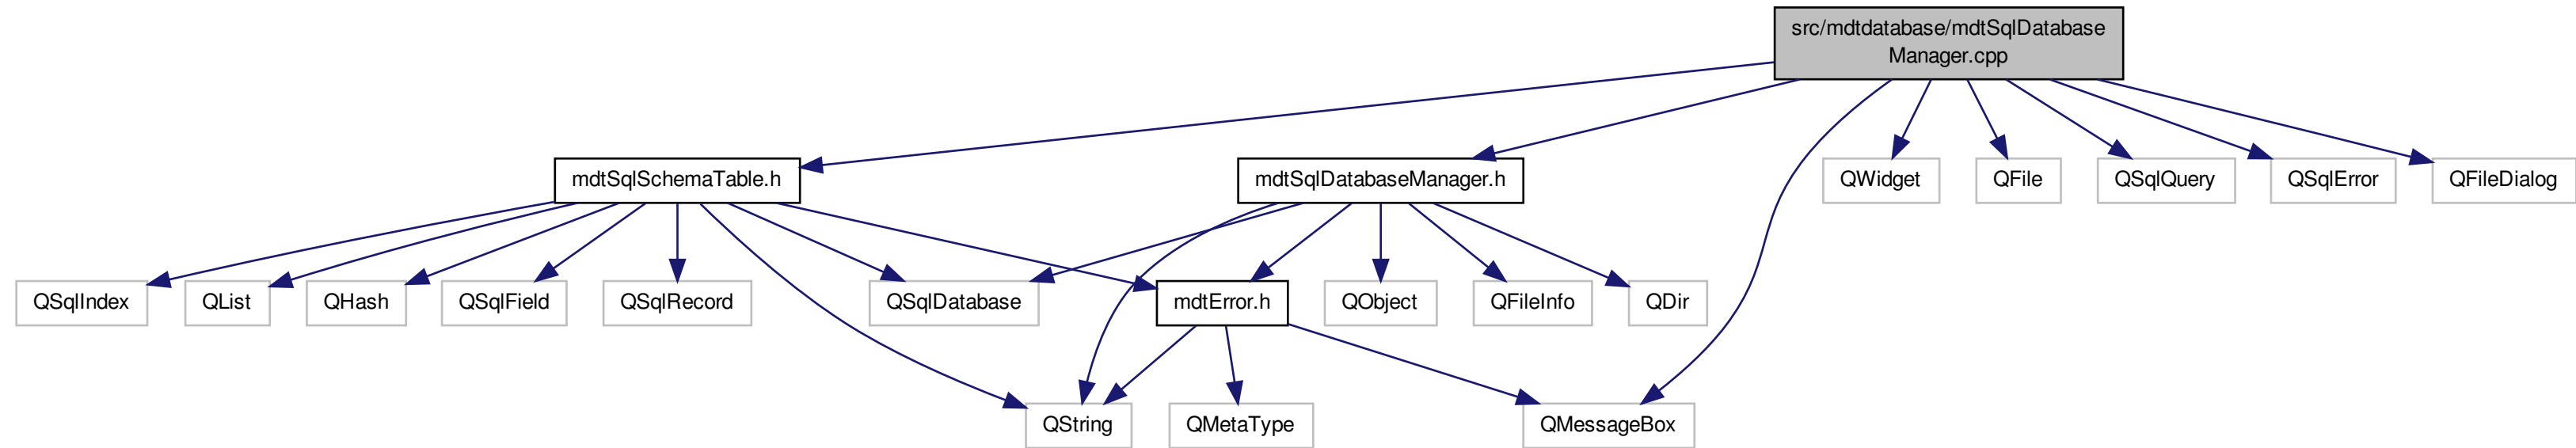 src/mdtdatabase/mdtSqlDatabase
Manager.cpp
mdtSqlSchemaTable.h
mdtSqlDatabaseManager.h
QWidget
QFile
QSqlQuery
QSqlError
QFileDialog
QSqlIndex
QList
QHash
QSqlField
QSqlRecord
QSqlDatabase
mdtError.h
QObject
QFileInfo
QDir
QString
QMetaType
QMessageBox